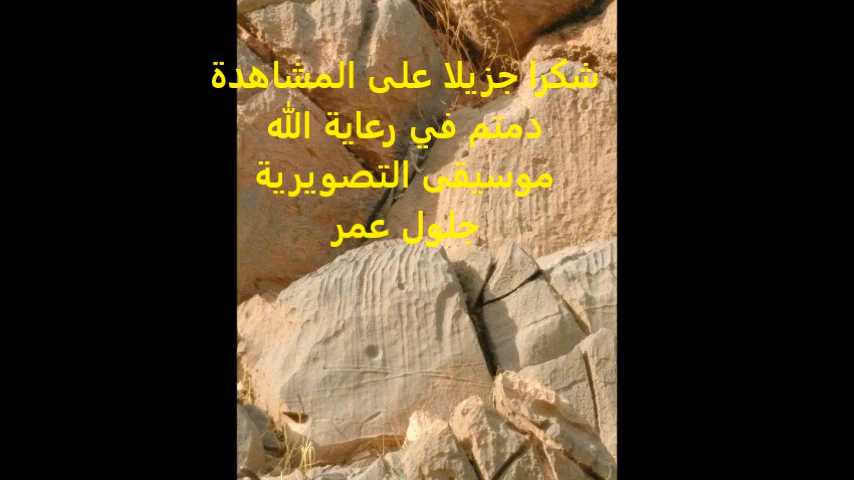 شكرا جزيلا على المشاهدة
دمتم في رعاية الله
موسيقى التصويرية
جلول عمر